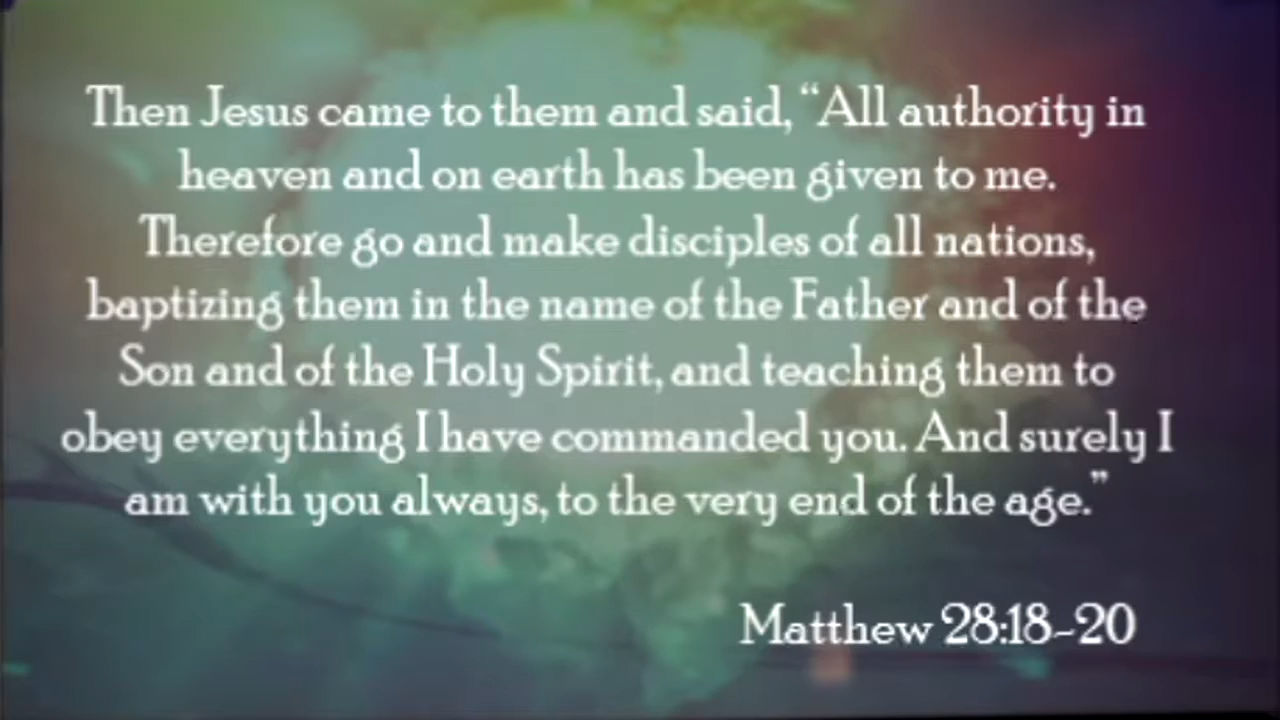 Then Jesus came to them and said, “All authority in
heaven and on earth has been given to me.
Therefore go and make disciples of all nations,
baptizing them in the name of the Father and of the
Son and of the Holy Spirit, and teaching them to
obey everything I have commanded you. And surely I
am with you always, to the very end of the age.”
Matthew 28:18-20